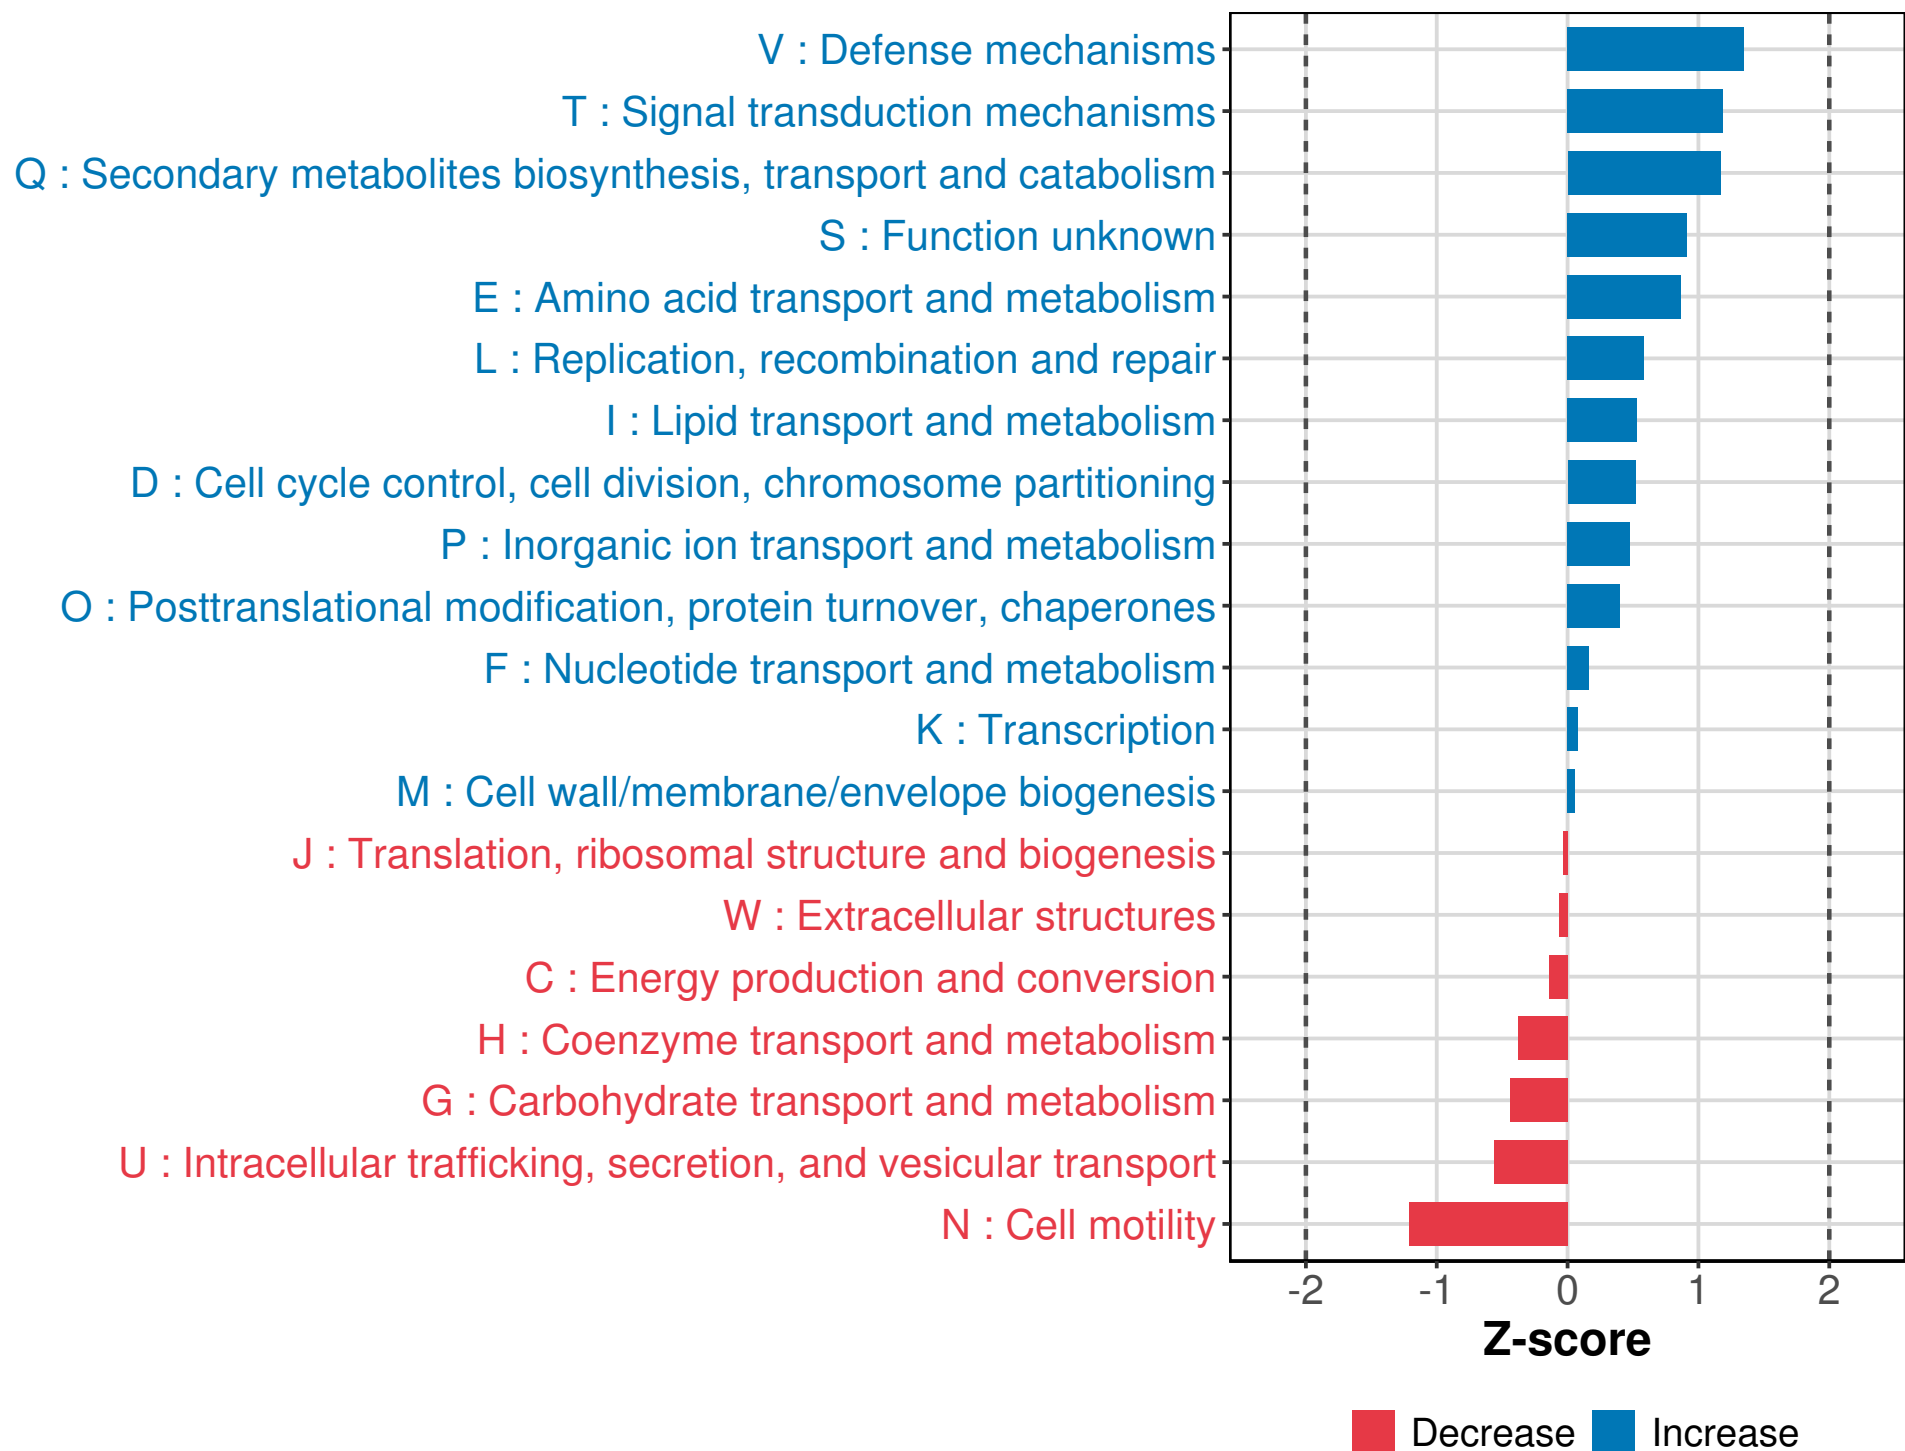 V : Defense mechanisms
T : Signal transduction mechanisms
Q : Secondary metabolites biosynthesis, transport and catabolism
S : Function unknown
E : Amino acid transport and metabolism
L : Replication, recombination and repair
I : Lipid transport and metabolism
D : Cell cycle control, cell division, chromosome partitioning
P : Inorganic ion transport and metabolism
O : Posttranslational modification, protein turnover, chaperones
F : Nucleotide transport and metabolism
K : Transcription
M : Cell wall/membrane/envelope biogenesis
J : Translation, ribosomal structure and biogenesis
W : Extracellular structures
C : Energy production and conversion
H : Coenzyme transport and metabolism
G : Carbohydrate transport and metabolism
U : Intracellular trafficking, secretion, and vesicular transport
N : Cell motility
-2 -1 0 1 2
Z-score
Decrease Increase